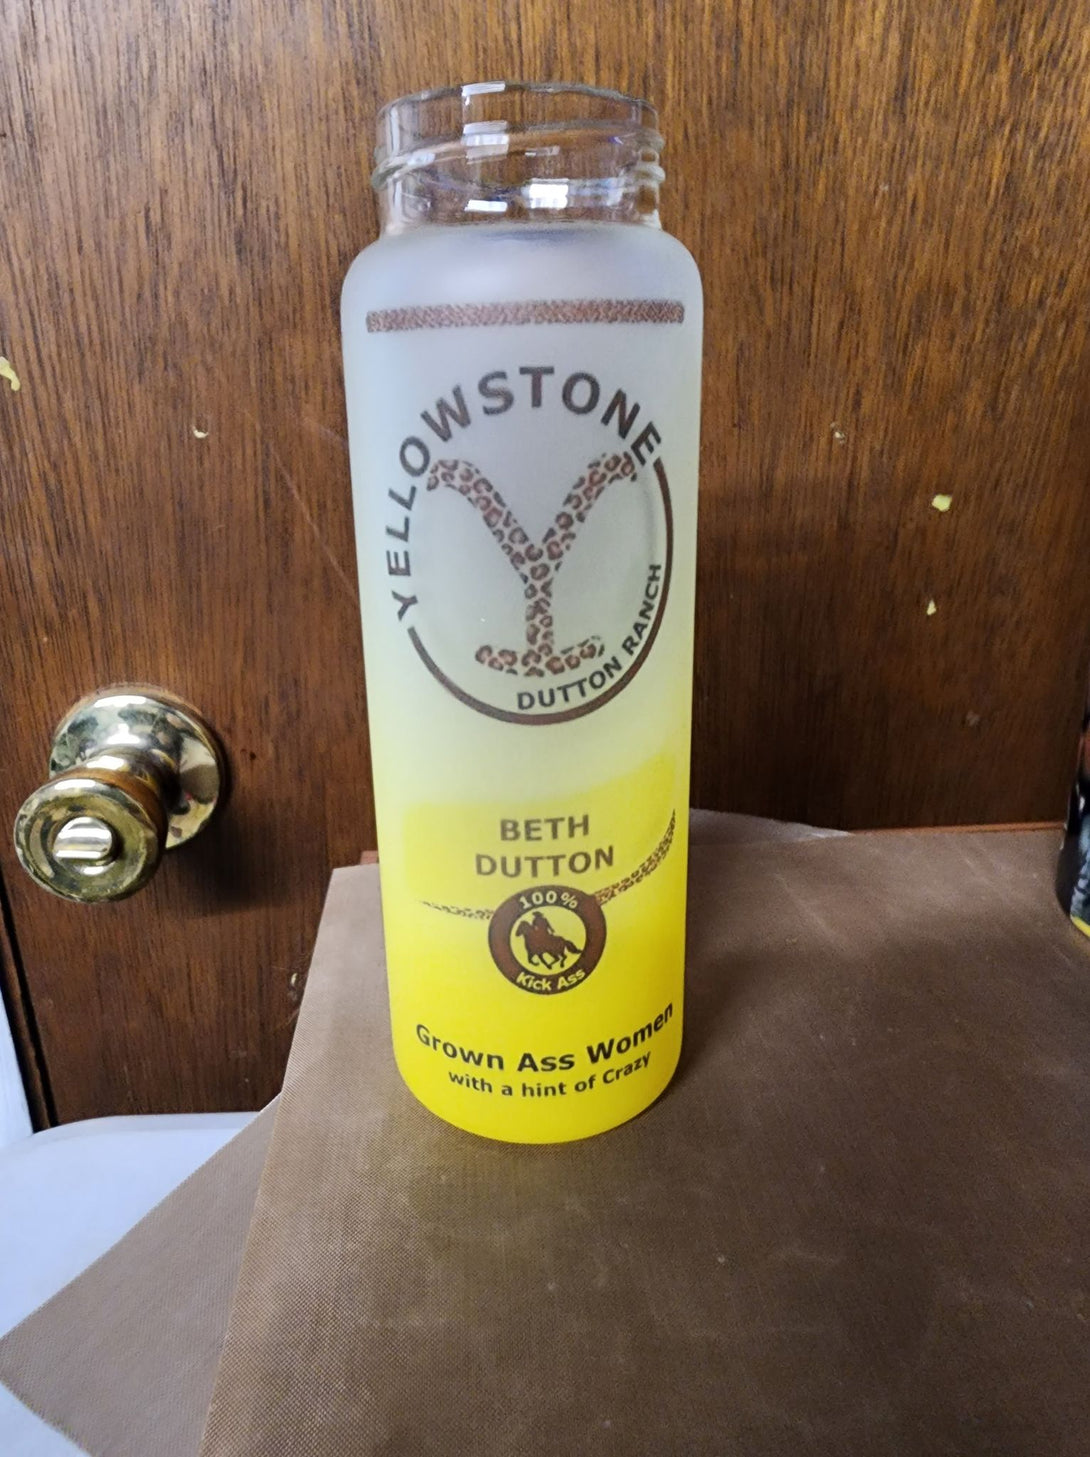 YELLOWSTONE
DUTTON RANCH
BETH
DUTTON
100%
Kick Ass
Grown Ass Women
with a hint of Crazy